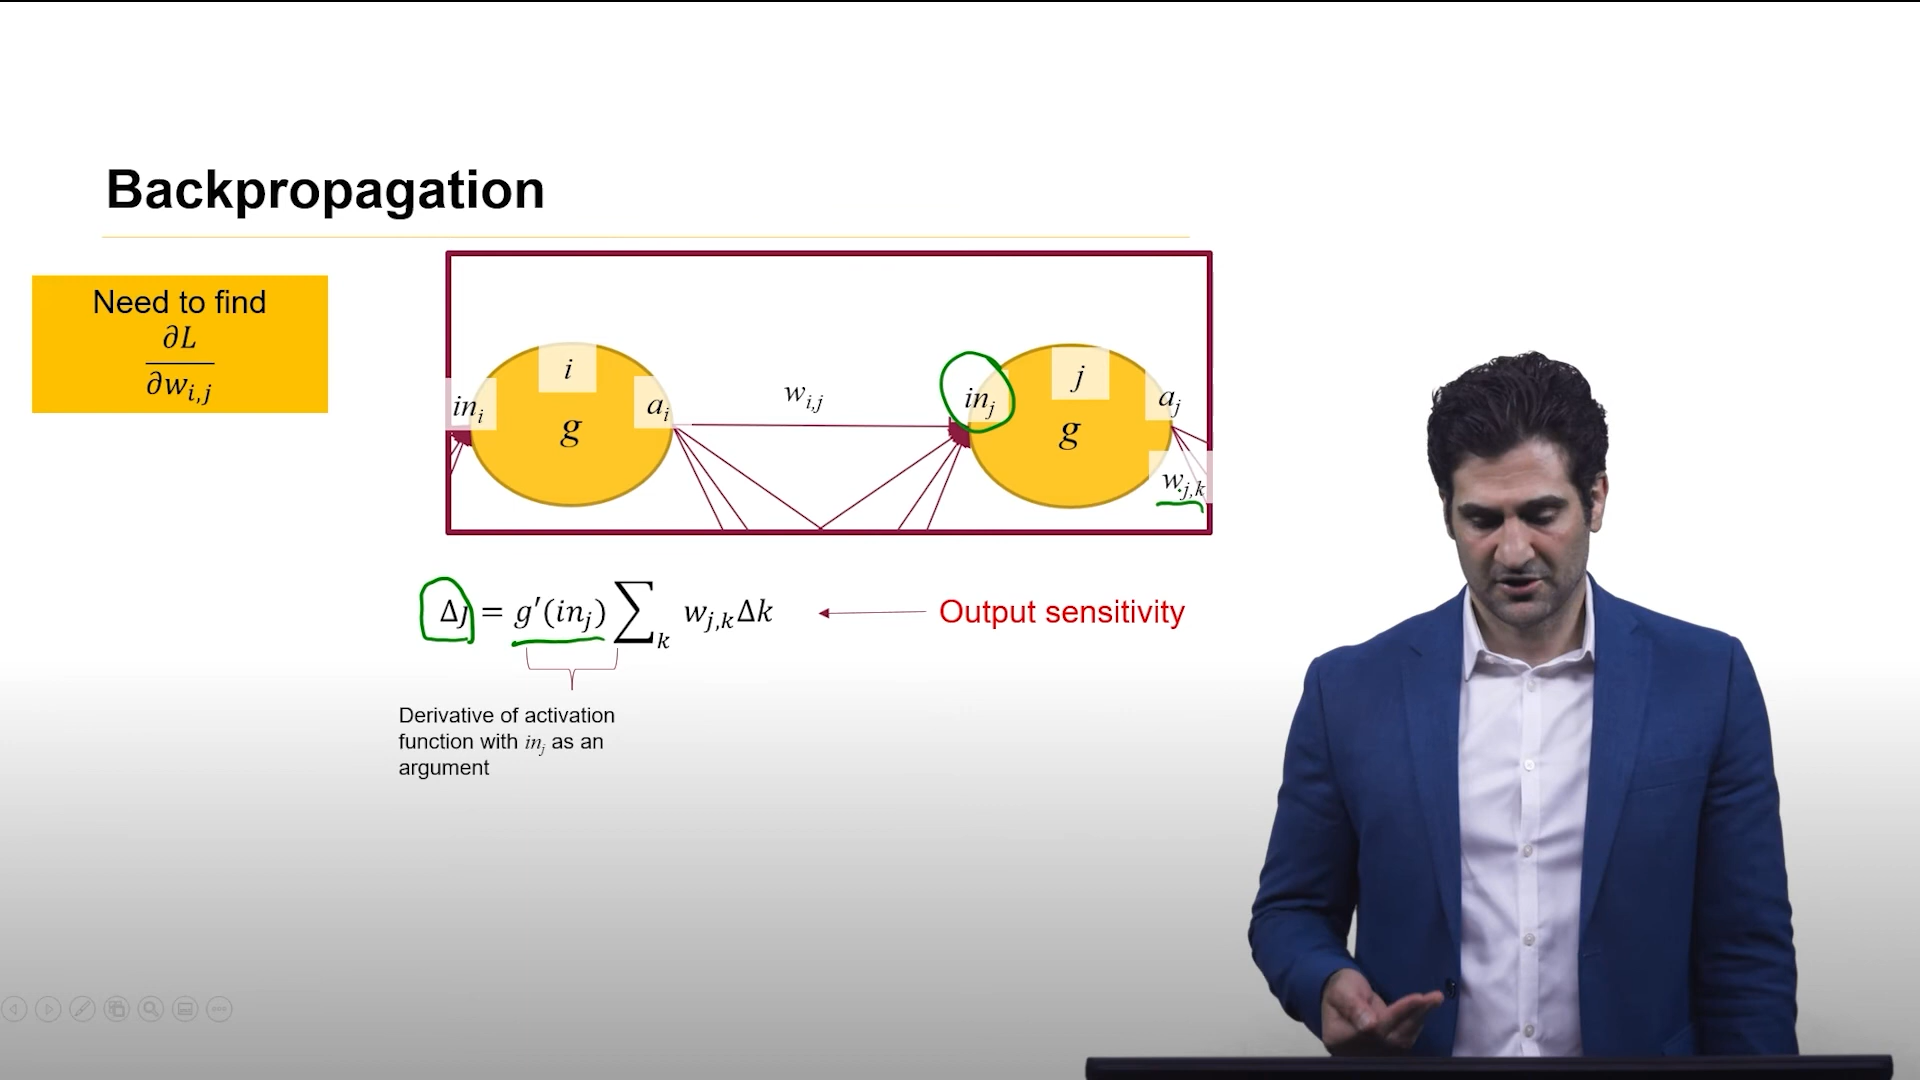 Backpropagation
Need to find
∂L
∂w_{i,j}
i
j
in_i
a_i
w_{i,j}
in_j
a_j
g
g
w_{j,k}
Δj = g′(in_j) ∑_k w_{j,k}Δk
Output sensitivity
Derivative of activation
function with in_j as an
argument